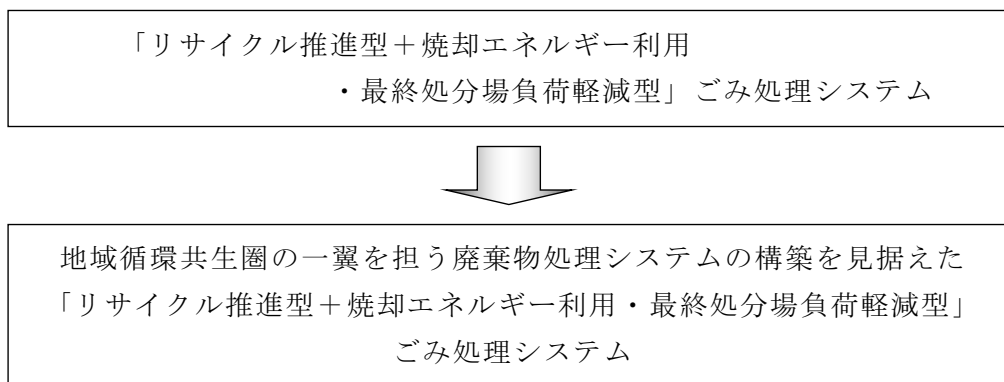 「リサイクル推進型＋焼却エネルギー利用
・最終処分場負荷軽減型」ごみ処理システム
地域循環共生圏の一翼を担う廃棄物処理システムの構築を見据えた
「リサイクル推進型＋焼却エネルギー利用・最終処分場負荷軽減型」
ごみ処理システム